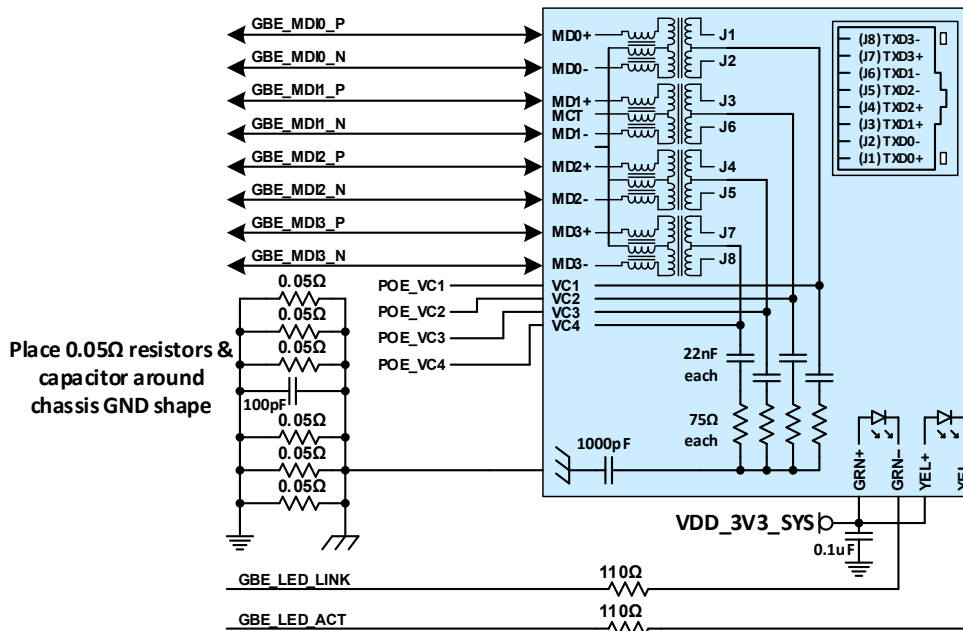 GBE_MDI0_P
GBE_MDI0_N
GBE_MDI1_P
GBE_MDI1_N
GBE_MDI2_P
GBE_MDI2_N
GBE_MDI3_P
GBE_MDI3_N
MD0+
MD0-
MD1+
MCT
MD1-
MD2+
MD2-
MD3+
MD3-
J1
J2
J3
J6
J4
J5
J7
J8
(J8) TXD3-
(J7) TXD3+
(J6) TXD1-
(J5) TXD2-
(J4) TXD2+
(J3) TXD1+
(J2) TXD0-
(J1) TXD0+
POE_VC1
POE_VC2
POE_VC3
POE_VC4
VC1
VC2
VC3
VC4
0.05Ω
0.05Ω
0.05Ω
100pF
0.05Ω
0.05Ω
0.05Ω
Place 0.05Ω resistors &
capacitor around
chassis GND shape
22nF
each
75Ω
each
1000pF
GRN+
GRN–
YEL+
YEL
VDD_3V3_SYS
0.1uF
GBE_LED_LINK
110Ω
GBE_LED_ACT
110Ω